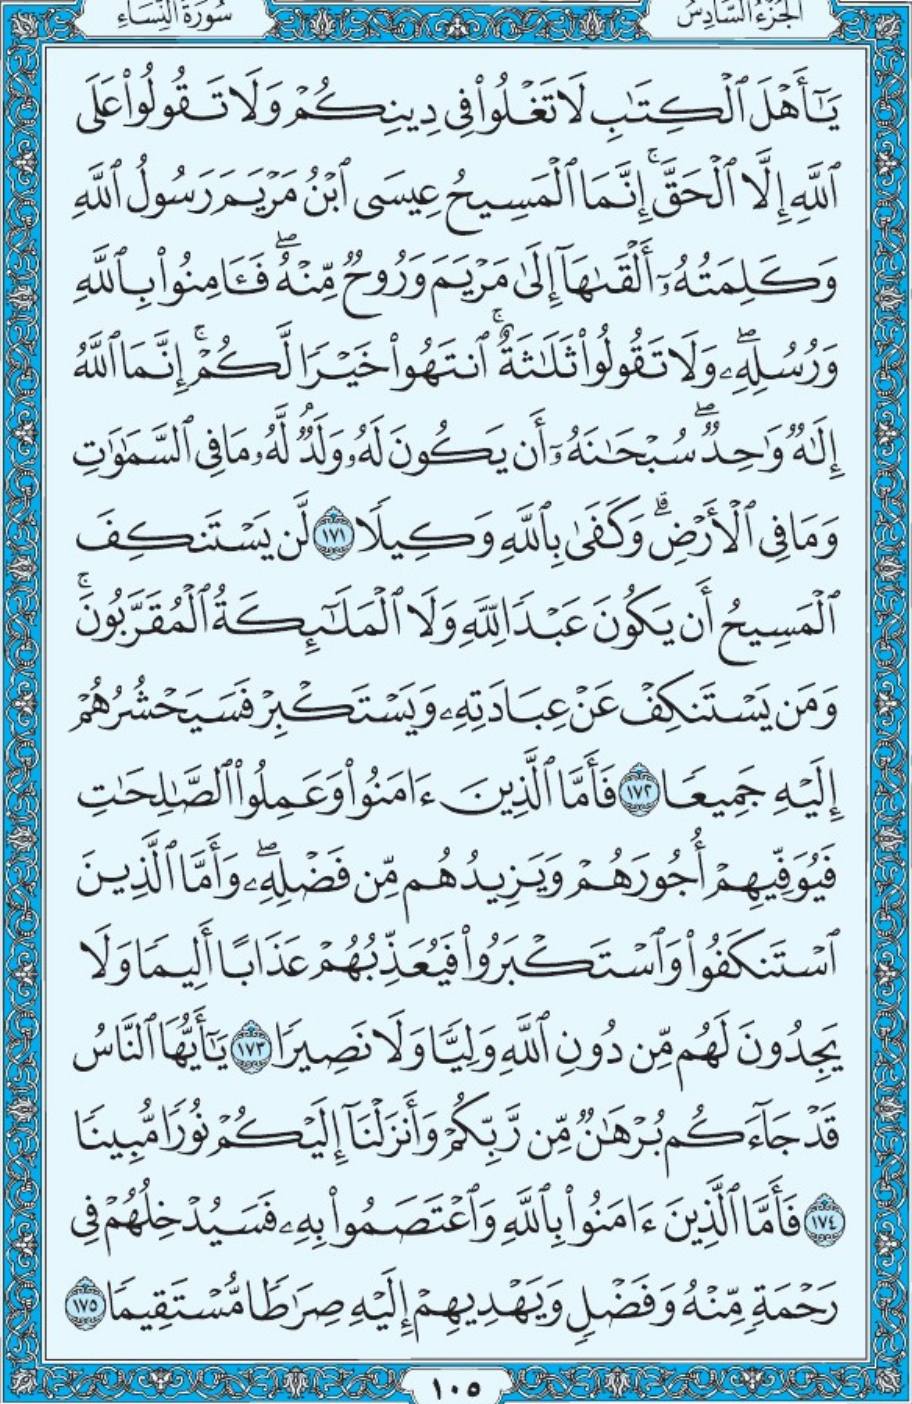 الجزء السادس
سورة النساء
يَـٰٓأَهۡلَ ٱلۡكِتَـٰبِ لَا تَغۡلُواْ فِي دِينِكُمۡ وَلَا تَقُولُواْ عَلَى
ٱللَّهِ إِلَّا ٱلۡحَقَّۚ إِنَّمَا ٱلۡمَسِيحُ عِيسَى ٱبۡنُ مَرۡيَمَ رَسُولُ ٱللَّهِ
وَكَلِمَتُهُۥٓ أَلۡقَىٰهَآ إِلَىٰ مَرۡيَمَ وَرُوحٞ مِّنۡهُۖ فَـَٔامِنُواْ بِٱللَّهِ
وَرُسُلِهِۦۖ وَلَا تَقُولُواْ ثَلَٰثَةٌۚ ٱنتَهُواْ خَيۡرٗا لَّكُمۡۚ إِنَّمَا ٱللَّهُ
إِلَٰهٞ وَٰحِدٞۖ سُبۡحَٰنَهُۥٓ أَن يَكُونَ لَهُۥ وَلَدٞۘ لَّهُۥ مَا فِي ٱلسَّمَٰوَٰتِ
وَمَا فِي ٱلۡأَرۡضِۗ وَكَفَىٰ بِٱللَّهِ وَكِيلٗا ١٧١ لَّن يَسۡتَنكِفَ
ٱلۡمَسِيحُ أَن يَكُونَ عَبۡدٗا لِّلَّهِ وَلَا ٱلۡمَلَٰٓئِكَةُ ٱلۡمُقَرَّبُونَۚ
وَمَن يَسۡتَنكِفۡ عَنۡ عِبَادَتِهِۦ وَيَسۡتَكۡبِرۡ فَسَيَحۡشُرُهُمۡ
إِلَيۡهِ جَمِيعٗا ١٧٢ فَأَمَّا ٱلَّذِينَ ءَامَنُواْ وَعَمِلُواْ ٱلصَّٰلِحَٰتِ
فَيُوَفِّيهِمۡ أُجُورَهُمۡ وَيَزِيدُهُم مِّن فَضۡلِهِۦۖ وَأَمَّا ٱلَّذِينَ
ٱسۡتَنكَفُواْ وَٱسۡتَكۡبَرُواْ فَيُعَذِّبُهُمۡ عَذَابًا أَلِيمٗا وَلَا
يَجِدُونَ لَهُم مِّن دُونِ ٱللَّهِ وَلِيّٗا وَلَا نَصِيرٗا ١٧٣ يَـٰٓأَيُّهَا ٱلنَّاسُ
قَدۡ جَآءَكُم بُرۡهَٰنٞ مِّن رَّبِّكُمۡ وَأَنزَلۡنَآ إِلَيۡكُمۡ نُورٗا مُّبِينٗا
١٧٤ فَأَمَّا ٱلَّذِينَ ءَامَنُواْ بِٱللَّهِ وَٱعۡتَصَمُواْ بِهِۦ فَسَيُدۡخِلُهُمۡ فِي
رَحۡمَةٖ مِّنۡهُ وَفَضۡلٖ وَيَهۡدِيهِمۡ إِلَيۡهِ صِرَٰطٗا مُّسۡتَقِيمٗا ١٧٥
١٠٥